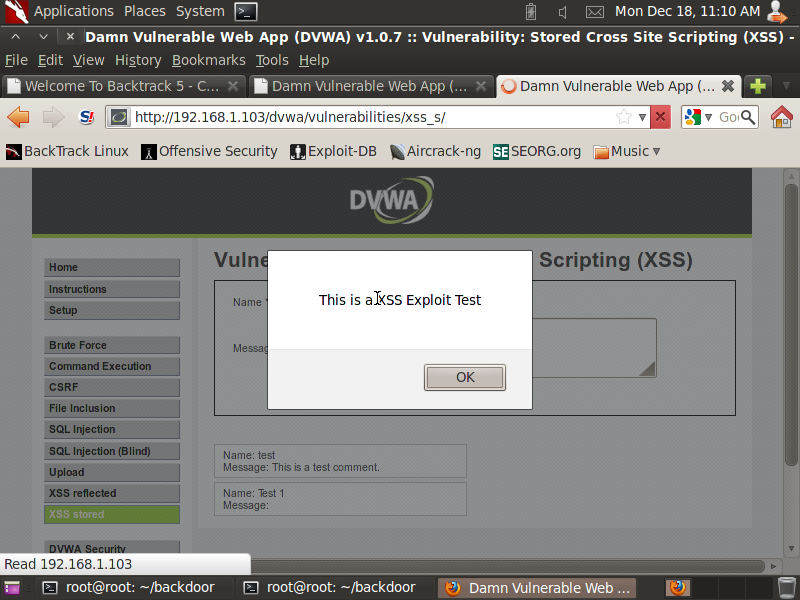 Applications Places System Mon Dec 18, 11:10 AM
Damn Vulnerable Web App (DVWA) v1.0.7 :: Vulnerability: Stored Cross Site Scripting (XSS) -
File Edit View History Bookmarks Tools Help
Welcome To Backtrack 5 - C... Damn Vulnerable Web App (... Damn Vulnerable Web App (...
S! http://192.168.1.103/dvwa/vulnerabilities/xss_s/ Go
BackTrack Linux Offensive Security Exploit-DB Aircrack-ng SE SEORG.org Music
DVWA
Home
Instructions
Setup
Brute Force
Command Execution
CSRF
File Inclusion
SQL Injection
SQL Injection (Blind)
Upload
XSS reflected
XSS stored
DVWA Security
Vulne Scripting (XSS)
Name *
Messag
This is a XSS Exploit Test
OK
Name: test
Message: This is a test comment.
Name: Test 1
Message:
Read 192.168.1.103
root@root: ~/backdoor root@root: ~/backdoor Damn Vulnerable Web ...